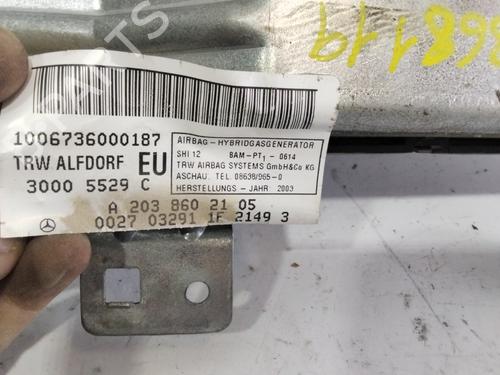 68119
1006736000187
TRW ALFDORF EU
3000 5529 C
AIRBAG - HYBRIDGASGENERATOR
SHI 12 BAM-PT1 - 0614
TRW AIRBAG SYSTEMS GmbH&Co KG
ASCHAU. TEL. 08638/965-0
HERSTELLUNGS - JAHR 2003
A 203 860 21 05
0027 03291 1F 2149 3